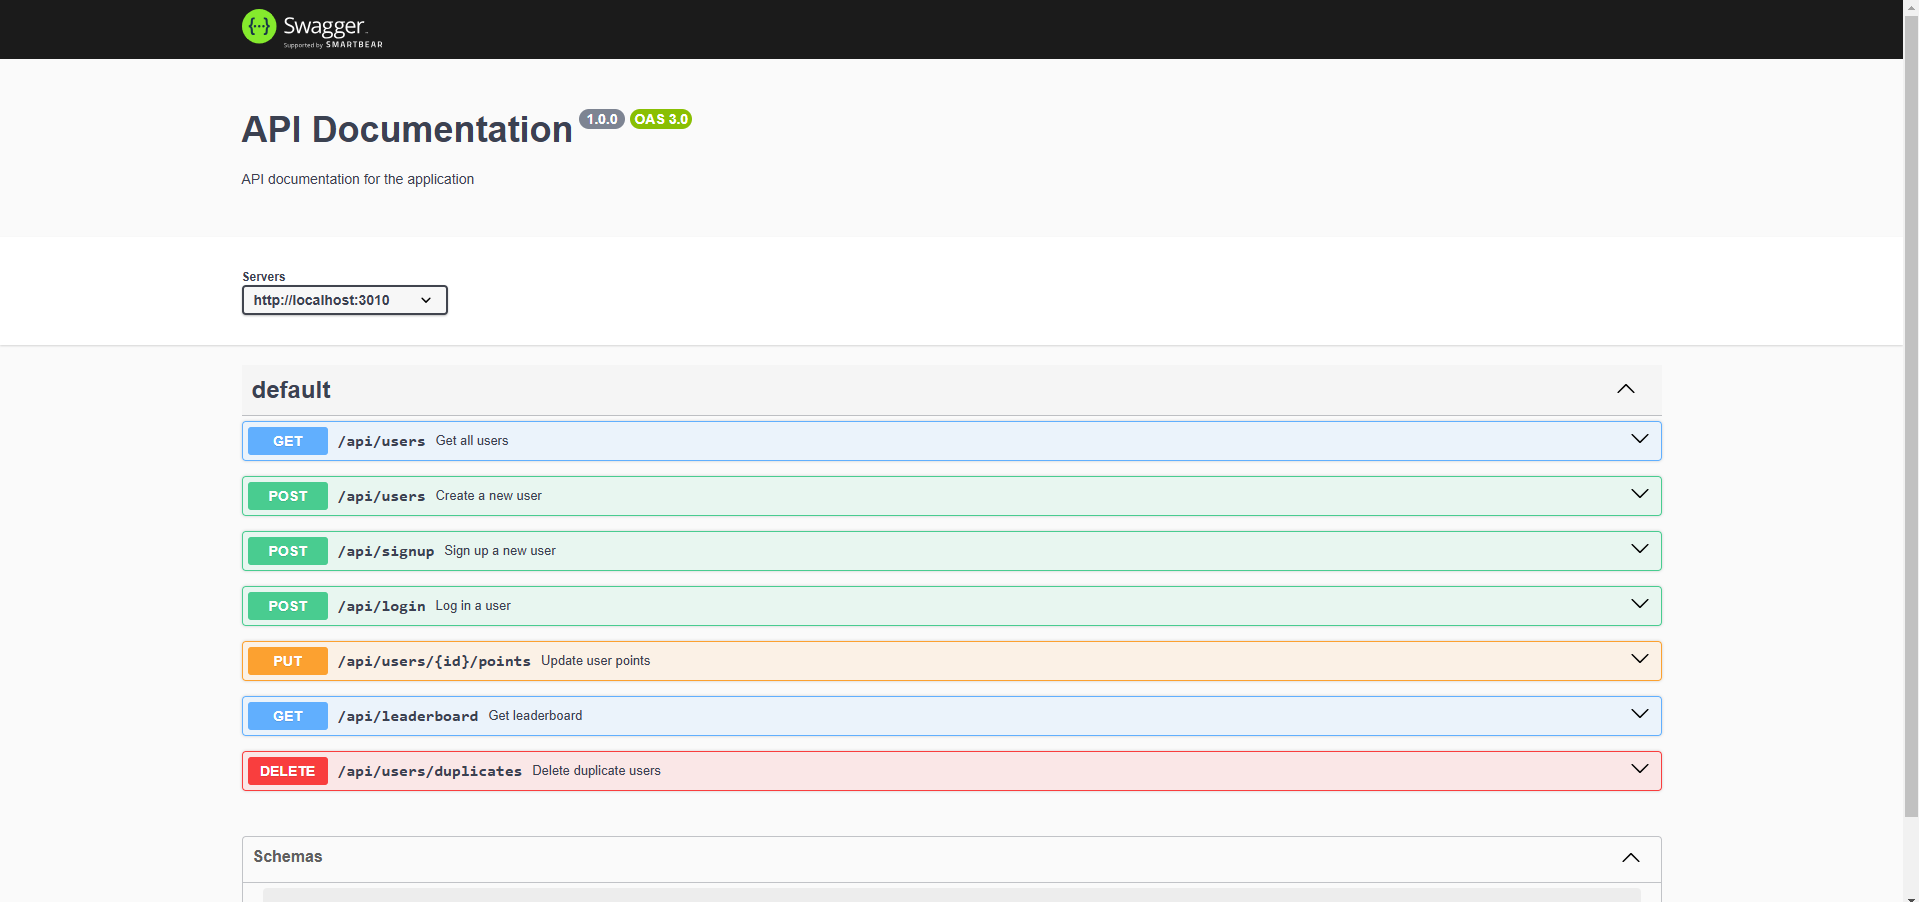 {···} Swagger™
Supported by SMARTBEAR
API Documentation 1.0.0 OAS 3.0
API documentation for the application
Servers
http://localhost:3010
default
GET /api/users Get all users
POST /api/users Create a new user
POST /api/signup Sign up a new user
POST /api/login Log in a user
PUT /api/users/{id}/points Update user points
GET /api/leaderboard Get leaderboard
DELETE /api/users/duplicates Delete duplicate users
Schemas